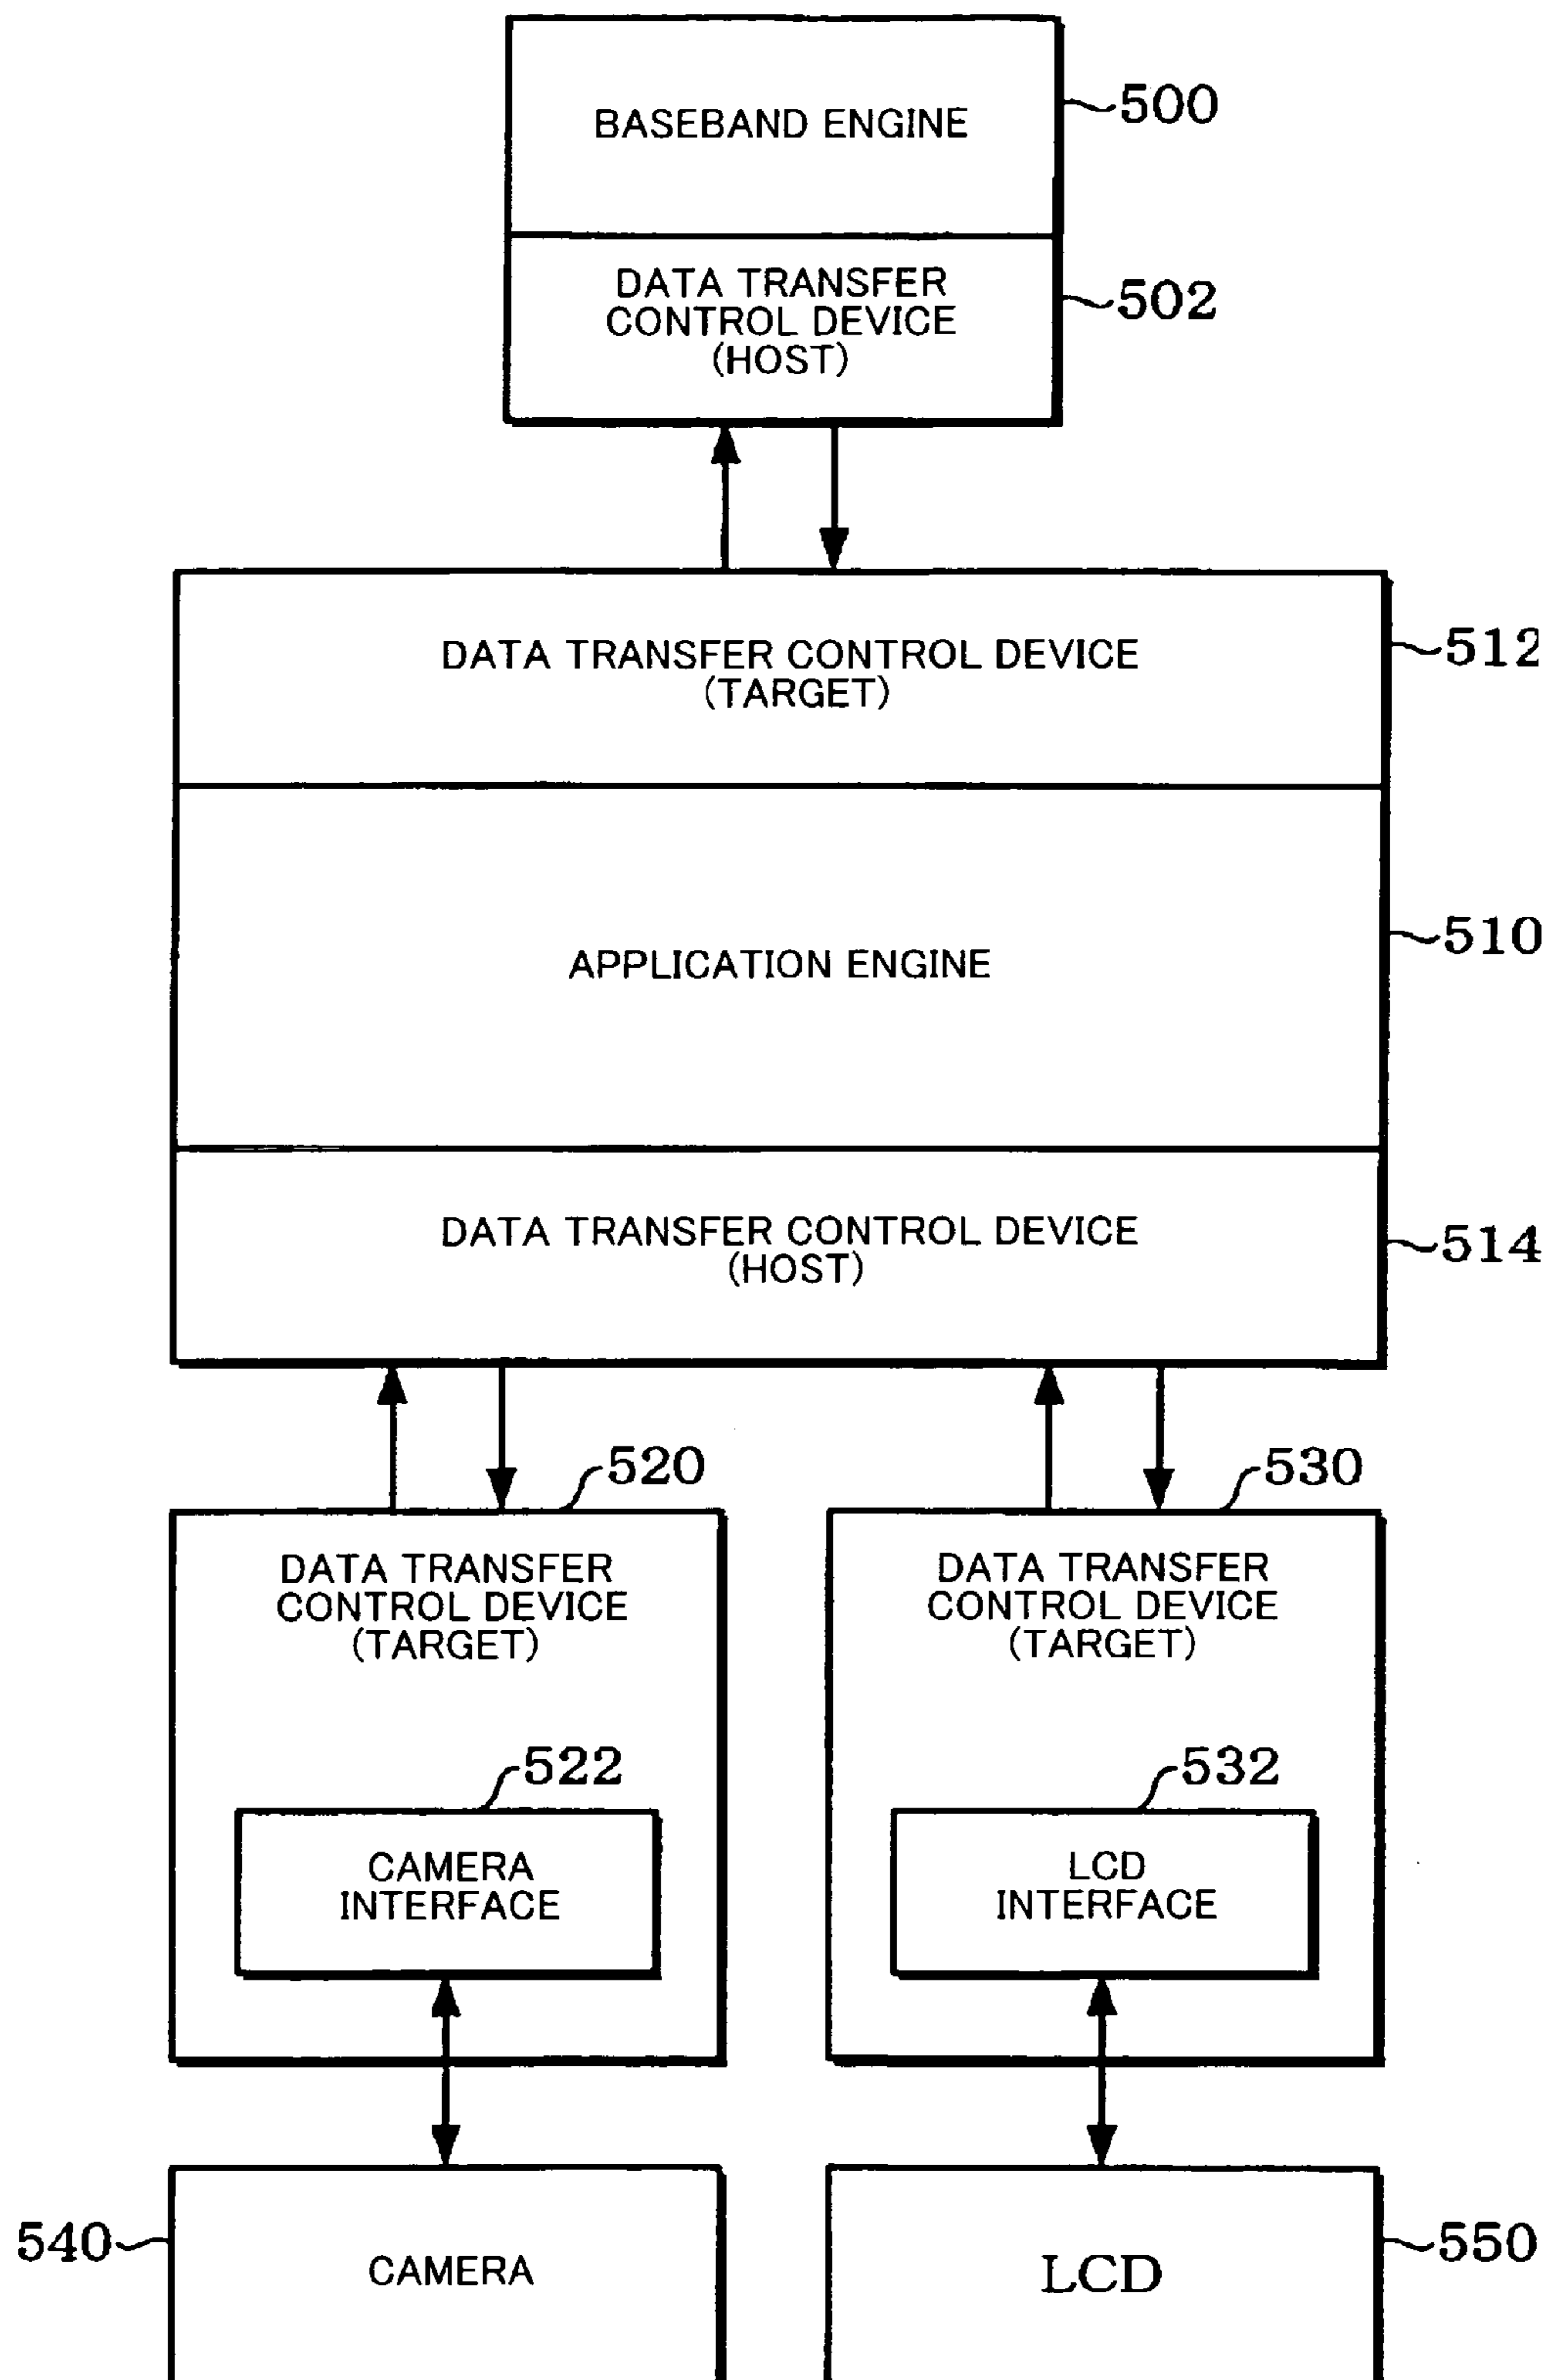 BASEBAND ENGINE
500
DATA TRANSFER
CONTROL DEVICE
(HOST)
502
DATA TRANSFER CONTROL DEVICE
(TARGET)
512
APPLICATION ENGINE
510
DATA TRANSFER CONTROL DEVICE
(HOST)
514
520
530
DATA TRANSFER
CONTROL DEVICE
(TARGET)
DATA TRANSFER
CONTROL DEVICE
(TARGET)
522
532
CAMERA
INTERFACE
LCD
INTERFACE
540
CAMERA
LCD
550